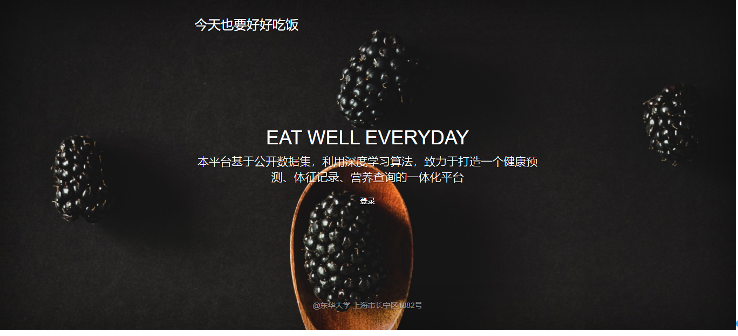 今天也要好好吃饭
EAT WELL EVERYDAY
本平台基于公开数据集，利用深度学习算法，致力于打造一个健康预
测、体征记录、营养查询的一体化平台
登录
@东华大学 上海市长宁区1882号